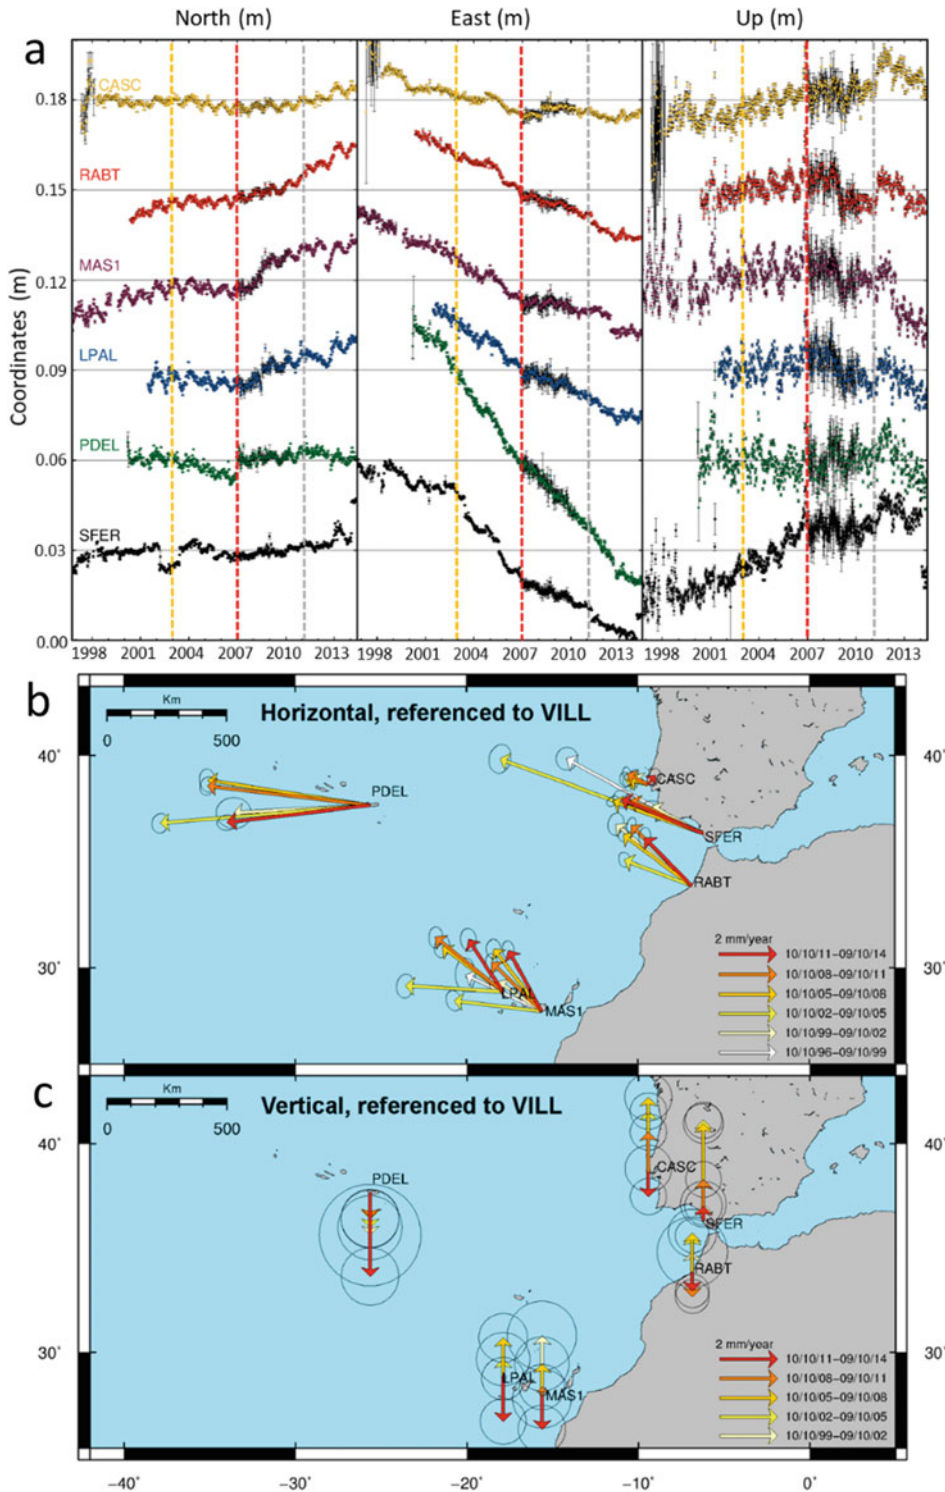 North (m) East (m) Up (m)
a
CASC
0.18
RABT
0.15
MAS1
0.12
Coordinates (m)
LPAL
0.09
PDEL
0.06
SFER
0.03
0.00
1998 2001 2004 2007 2010 2013 1998 2001 2004 2007 2010 2013 1998 2001 2004 2007 2010 2013
b
Km
0 500
Horizontal, referenced to VILL
40˚ 40˚
PDEL
CASC
SFER
RABT
30˚ 30˚
LPAL
MAS1
2 mm/year
10/10/11−09/10/14
10/10/08−09/10/11
10/10/05−09/10/08
10/10/02−09/10/05
10/10/99−09/10/02
10/10/96−09/10/99
c
Km
0 500
Vertical, referenced to VILL
40˚ 40˚
PDEL
CASC
SFER
RABT
30˚ 30˚
LPAL
MAS1
2 mm/year
10/10/11−09/10/14
10/10/08−09/10/11
10/10/05−09/10/08
10/10/02−09/10/05
10/10/99−09/10/02
−40˚ −30˚ −20˚ −10˚ 0˚